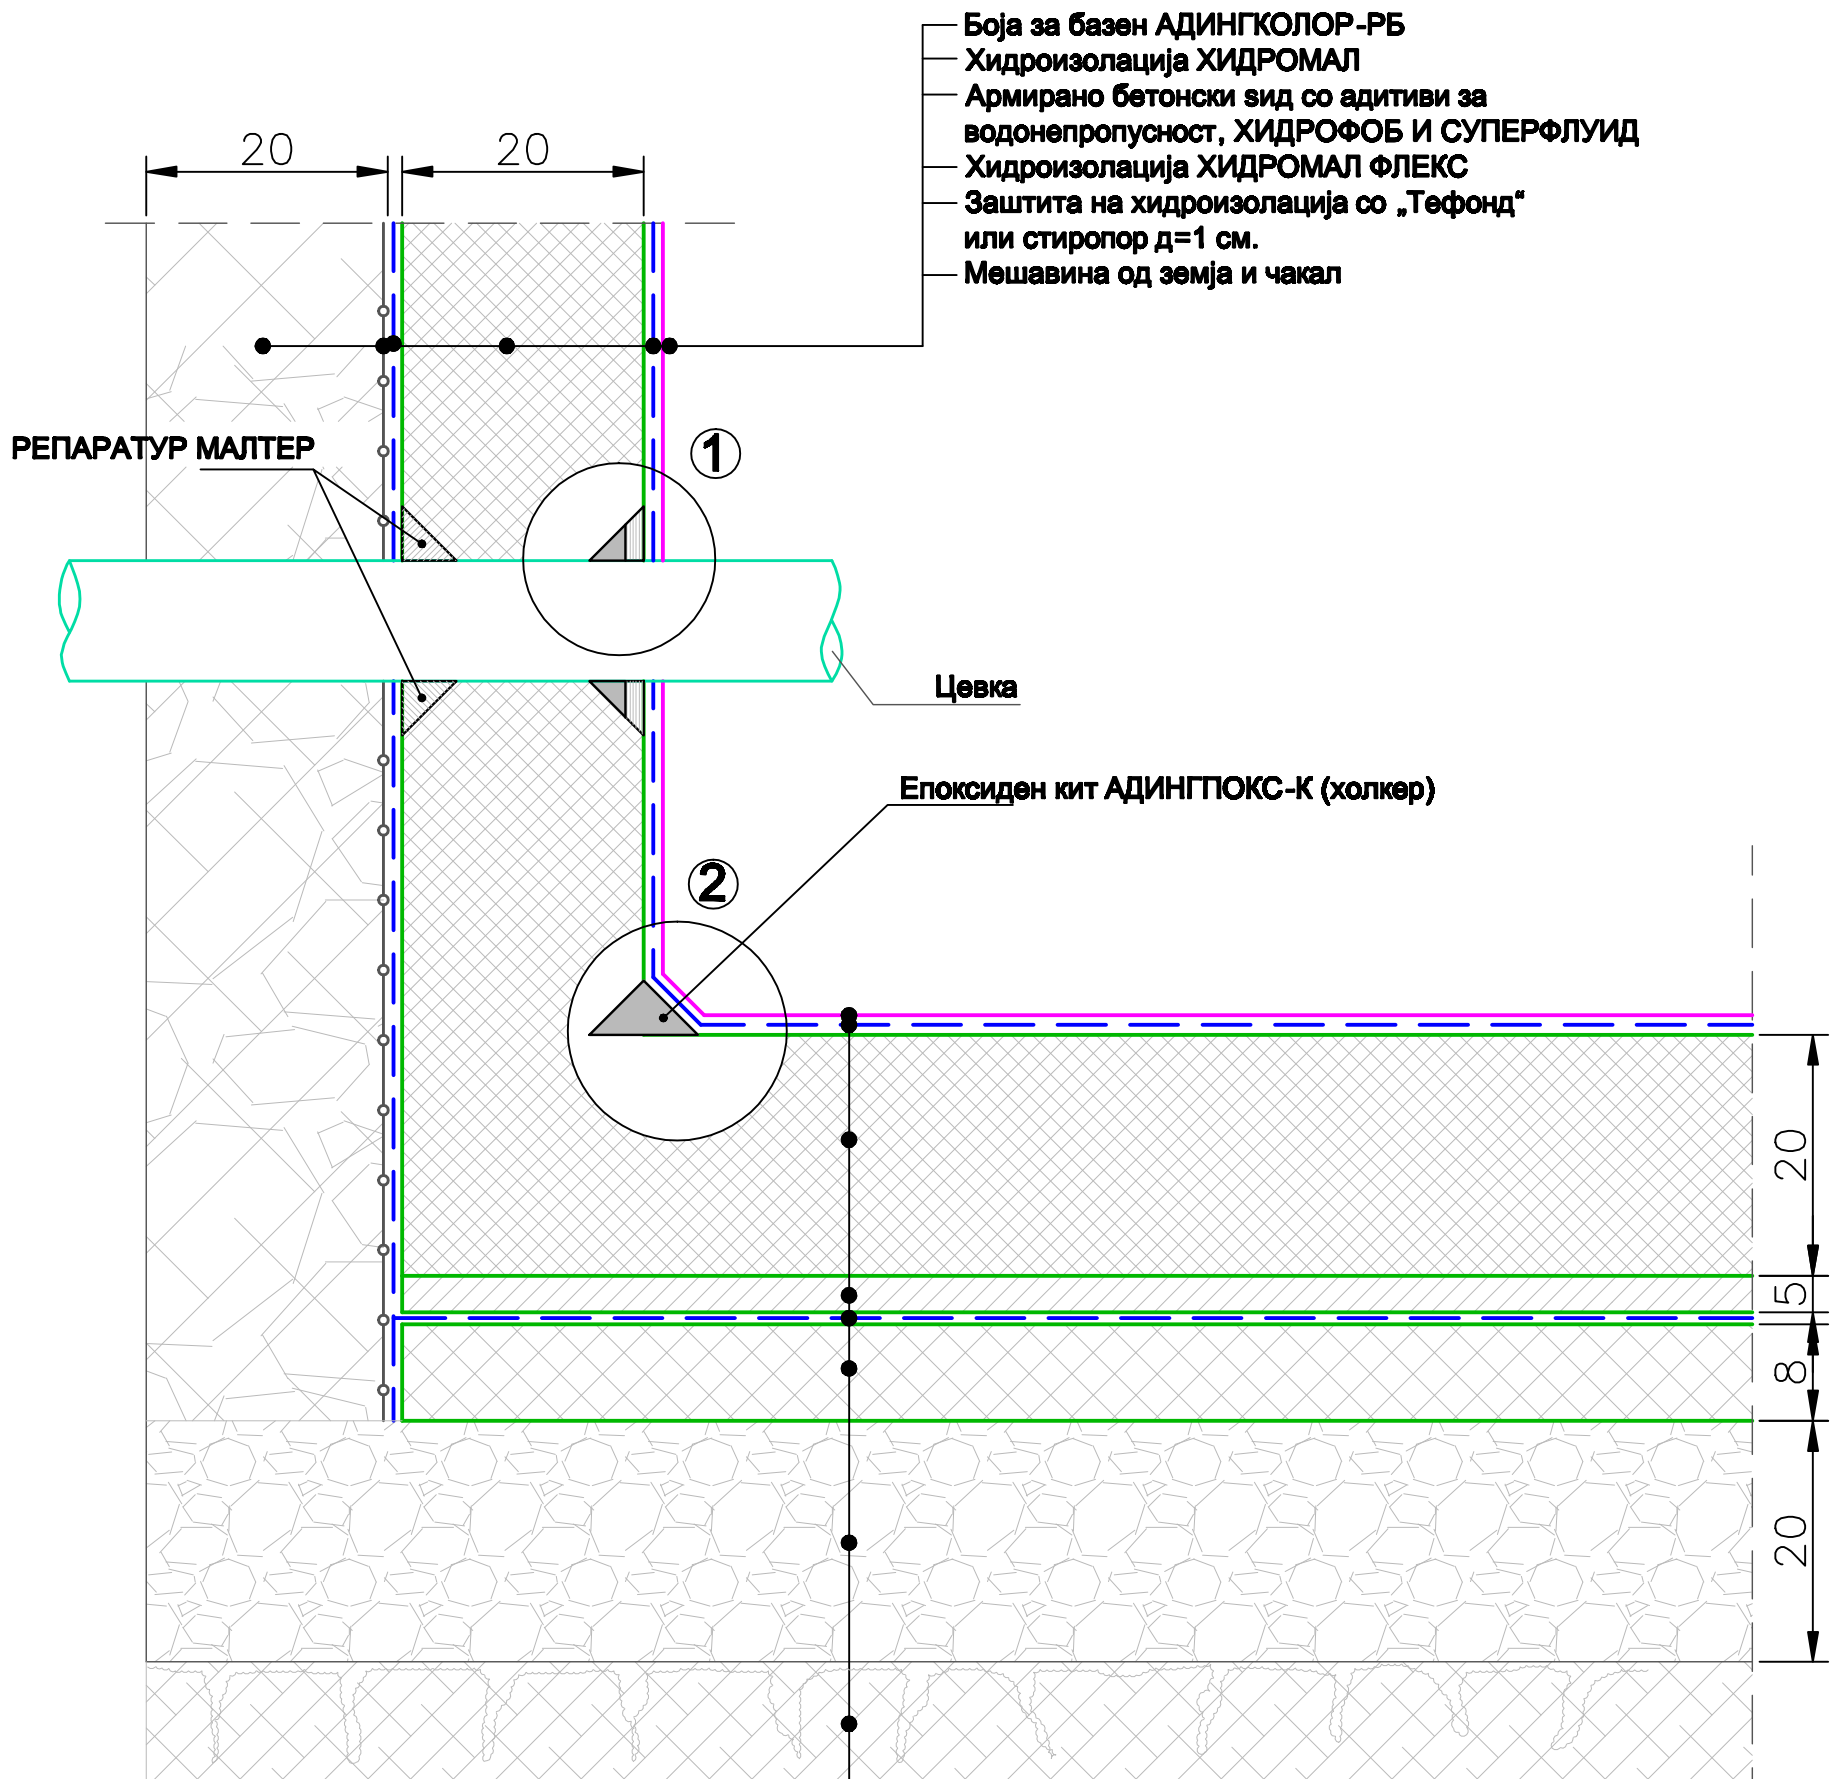 Боја за базен АДИНГКОЛОР-РБ
Хидроизолација ХИДРОМАЛ
Армирано бетонски ѕид со адитиви за
водонепропусност, ХИДРОФОБ И СУПЕРФЛУИД
Хидроизолација ХИДРОМАЛ ФЛЕКС
Заштита на хидроизолација со „Тефонд“
или стиропор д=1 см.
Мешавина од земја и чакал
20
20
РЕПАРАТУР МАЛТЕР
1
Цевка
Епоксиден кит АДИНГПОКС-К (холкер)
2
20
5
8
20